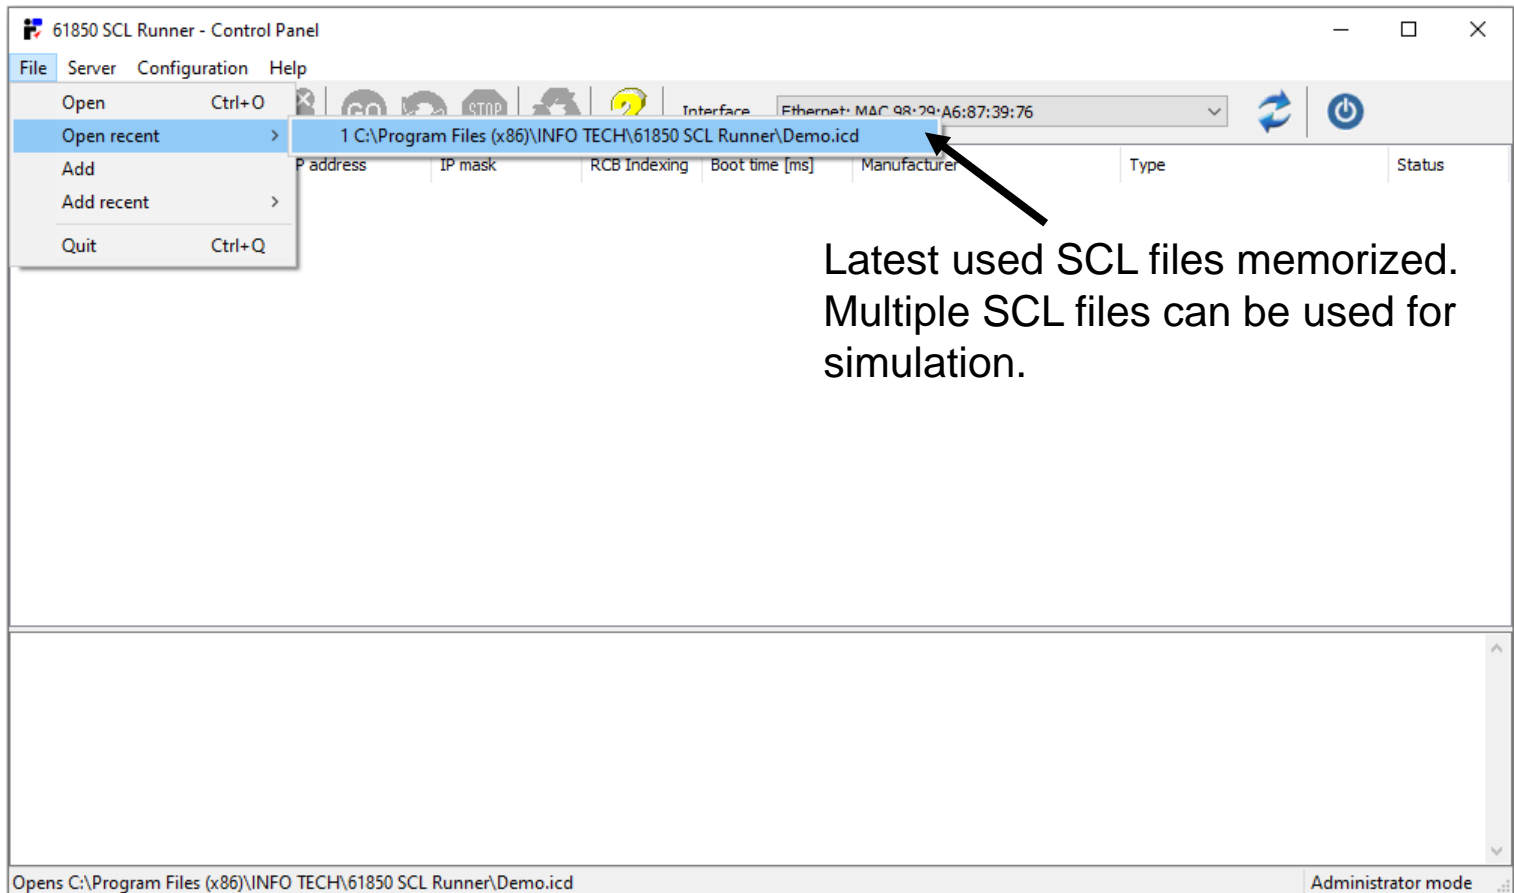 61850 SCL Runner - Control Panel
File Server Configuration Help
Open Ctrl+O
GO STOP ? Interface Ethernet: MAC 98:29:A6:87:39:76
Open recent >
1 C:\Program Files (x86)\INFO TECH\61850 SCL Runner\Demo.icd
Add
P address IP mask RCB Indexing Boot time [ms] Manufacturer Type Status
Add recent >
Quit Ctrl+Q
Latest used SCL files memorized.
Multiple SCL files can be used for
simulation.
Opens C:\Program Files (x86)\INFO TECH\61850 SCL Runner\Demo.icd
Administrator mode